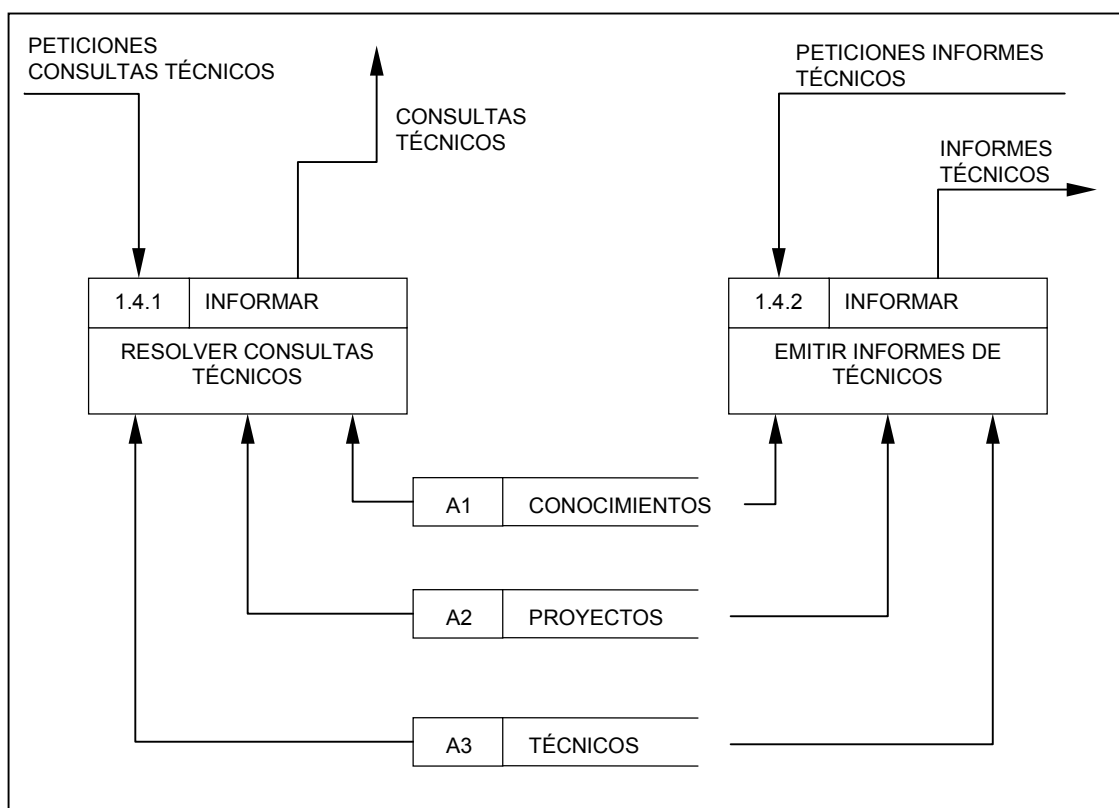 PETICIONES
CONSULTAS TÉCNICOS
CONSULTAS
TÉCNICOS
PETICIONES INFORMES
TÉCNICOS
INFORMES
TÉCNICOS
1.4.1 INFORMAR
RESOLVER CONSULTAS
TÉCNICOS
1.4.2 INFORMAR
EMITIR INFORMES DE
TÉCNICOS
A1 CONOCIMIENTOS
A2 PROYECTOS
A3 TÉCNICOS